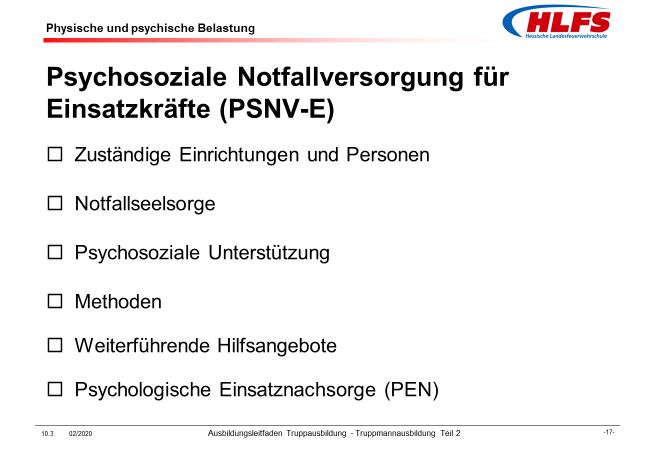 Physische und psychische Belastung
HLFS
Hessische Landesfeuerwehrschule
Psychosoziale Notfallversorgung für
Einsatzkräfte (PSNV-E)
Zuständige Einrichtungen und Personen
Notfallseelsorge
Psychosoziale Unterstützung
Methoden
Weiterführende Hilfsangebote
Psychologische Einsatznachsorge (PEN)
10.3 02/2020 Ausbildungsleitfaden Truppausbildung - Truppmannausbildung Teil 2 -17-